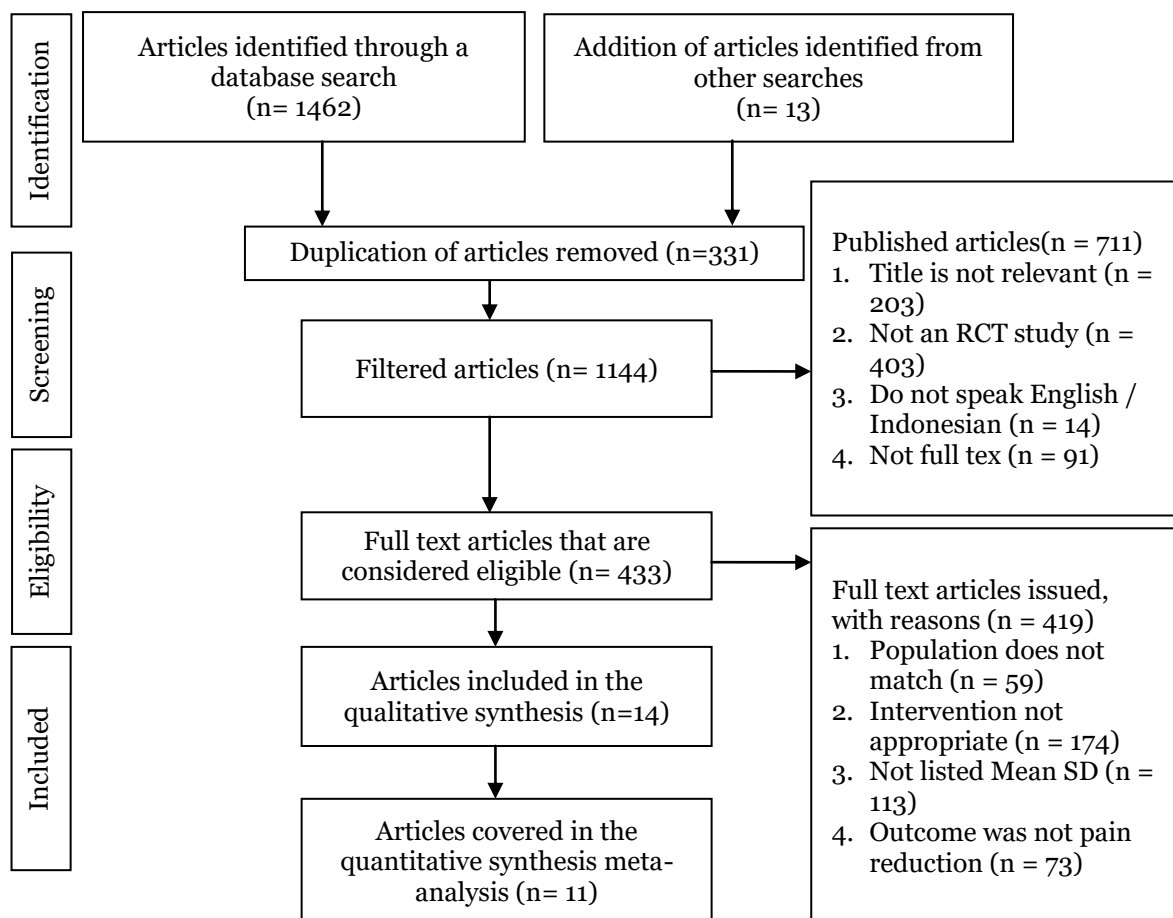 Identification
Articles identified through a
database search
(n= 1462)
Addition of articles identified from
other searches
(n= 13)
Duplication of articles removed (n=331)
Screening
Filtered articles (n= 1144)
Published articles(n = 711)
1. Title is not relevant (n =
203)
2. Not an RCT study (n =
403)
3. Do not speak English /
Indonesian (n = 14)
4. Not full tex (n = 91)
Eligibility
Full text articles that are
considered eligible (n= 433)
Full text articles issued,
with reasons (n = 419)
1. Population does not
match (n = 59)
2. Intervention not
appropriate (n = 174)
3. Not listed Mean SD (n =
113)
4. Outcome was not pain
reduction (n = 73)
Included
Articles included in the
qualitative synthesis (n=14)
Articles covered in the
quantitative synthesis meta-
analysis (n= 11)